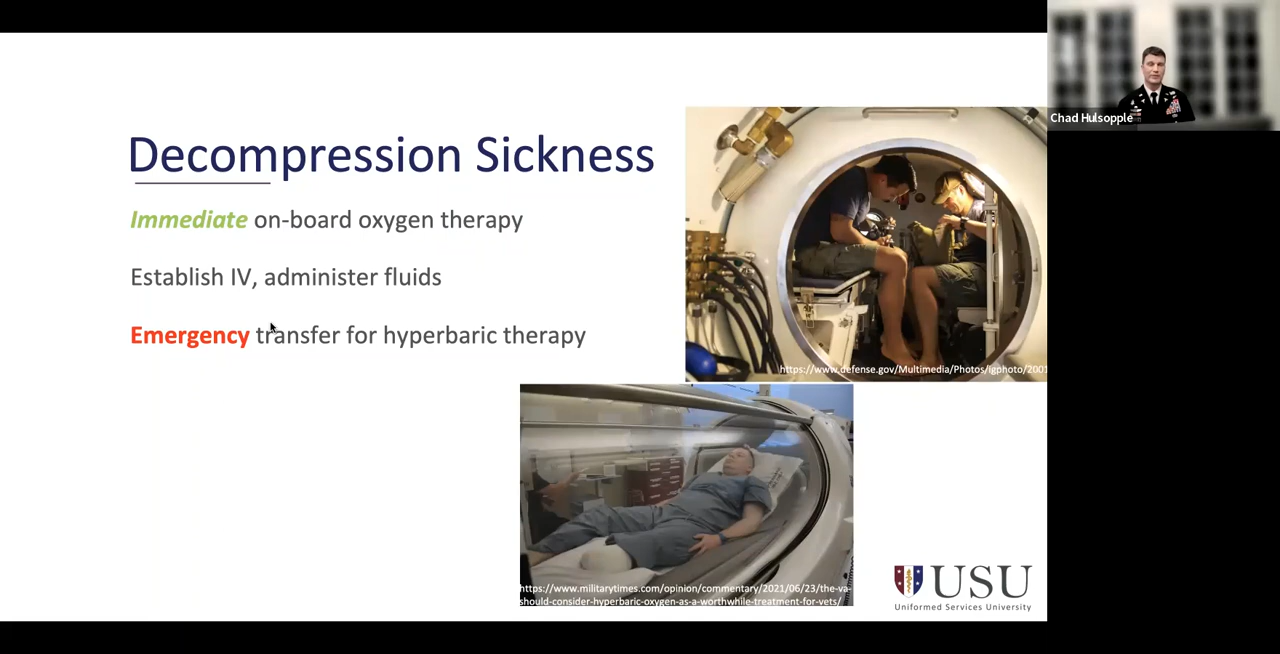 Decompression Sickness
Immediate on-board oxygen therapy
Establish IV, administer fluids
Emergency transfer for hyperbaric therapy
https://www.defense.gov/Multimedia/Photos/igphoto/2001
https://www.militarytimes.com/opinion/commentary/2021/06/23/the-va-
should-consider-hyperbaric-oxygen-as-a-worthwhile-treatment-for-vets/
USU
Uniformed Services University
Chad Hulsopple